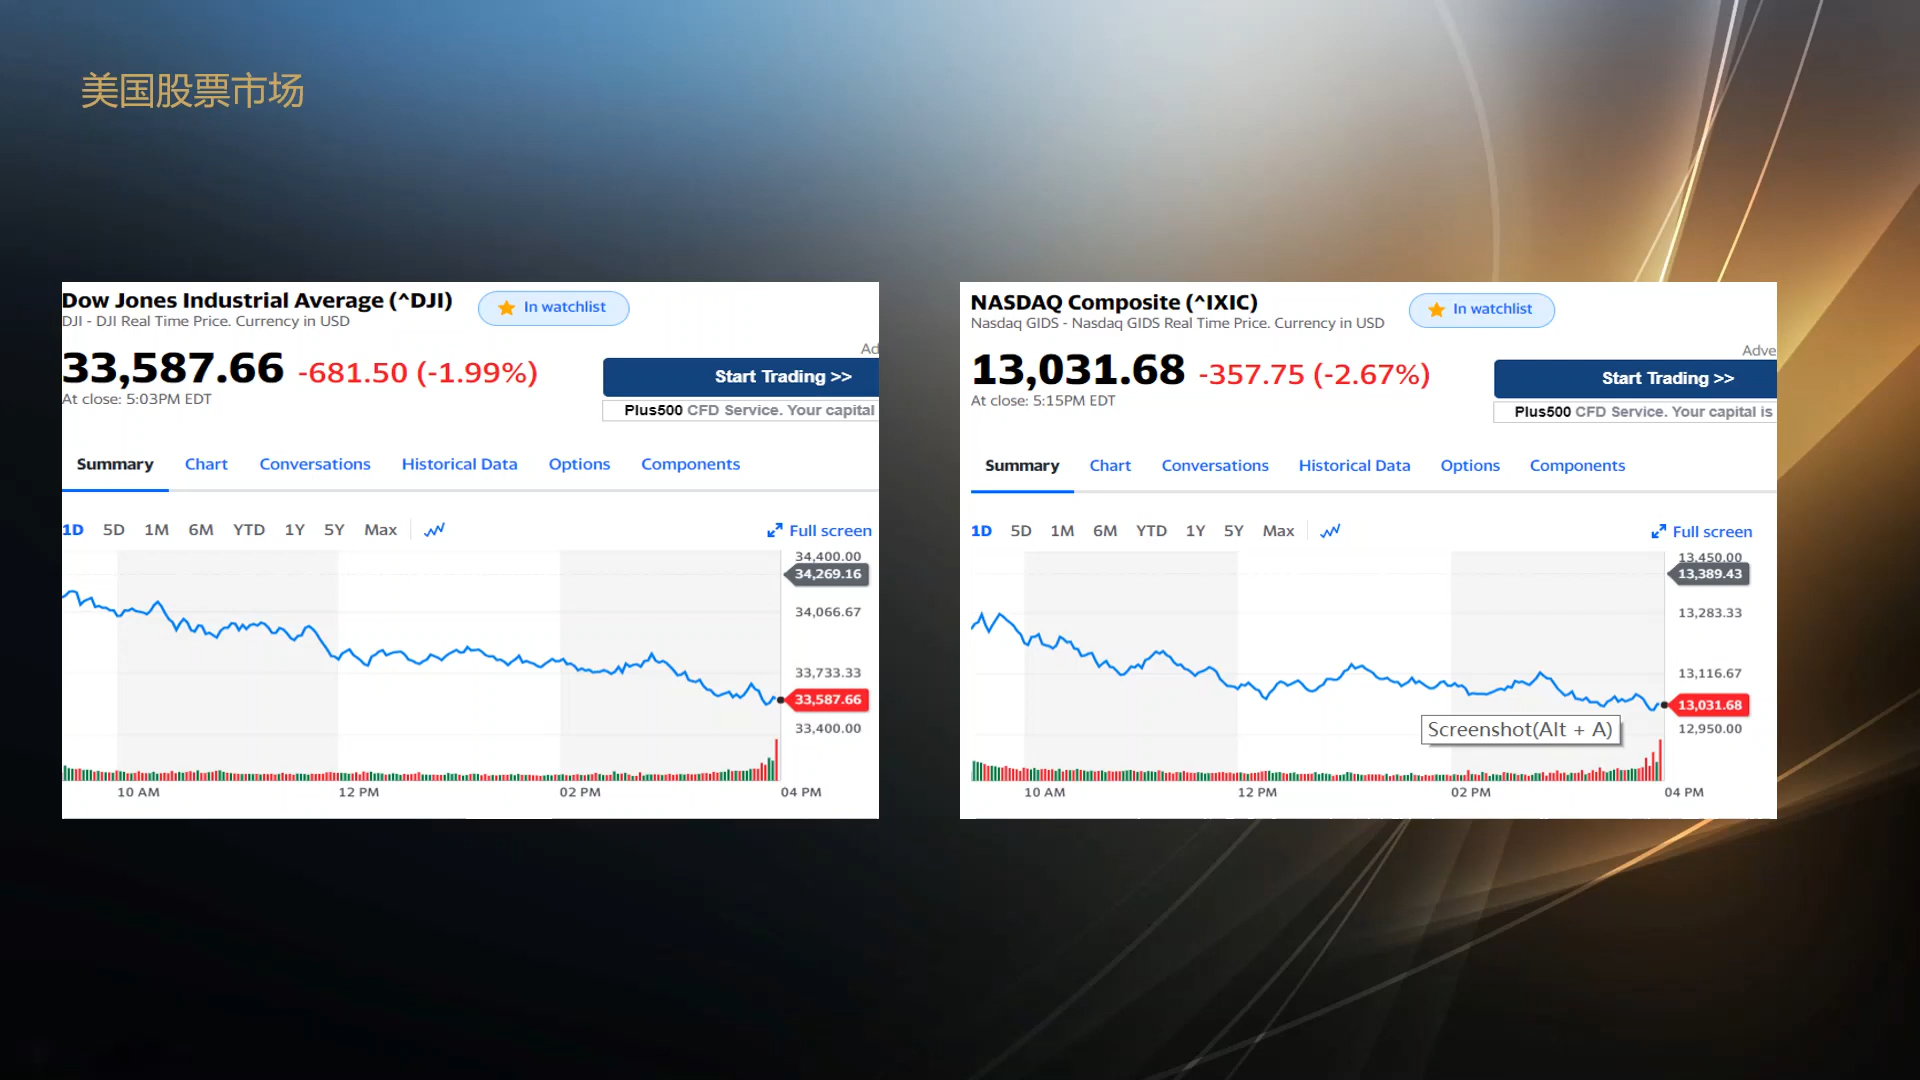 美国股票市场
Dow Jones Industrial Average (^DJI)
In watchlist
DJI - DJI Real Time Price. Currency in USD
33,587.66 -681.50 (-1.99%)
At close: 5:03PM EDT
Ad
Start Trading >>
Plus500 CFD Service. Your capital
Summary Chart Conversations Historical Data Options Components
1D 5D 1M 6M YTD 1Y 5Y Max Full screen
34,400.00
34,269.16
34,066.67
33,733.33
33,587.66
33,400.00
10 AM 12 PM 02 PM 04 PM
NASDAQ Composite (^IXIC)
In watchlist
Nasdaq GIDS - Nasdaq GIDS Real Time Price. Currency in USD
13,031.68 -357.75 (-2.67%)
At close: 5:15PM EDT
Adve
Start Trading >>
Plus500 CFD Service. Your capital is
Summary Chart Conversations Historical Data Options Components
1D 5D 1M 6M YTD 1Y 5Y Max Full screen
13,450.00
13,389.43
13,283.33
13,116.67
13,031.68
Screenshot(Alt + A)
12,950.00
10 AM 12 PM 02 PM 04 PM